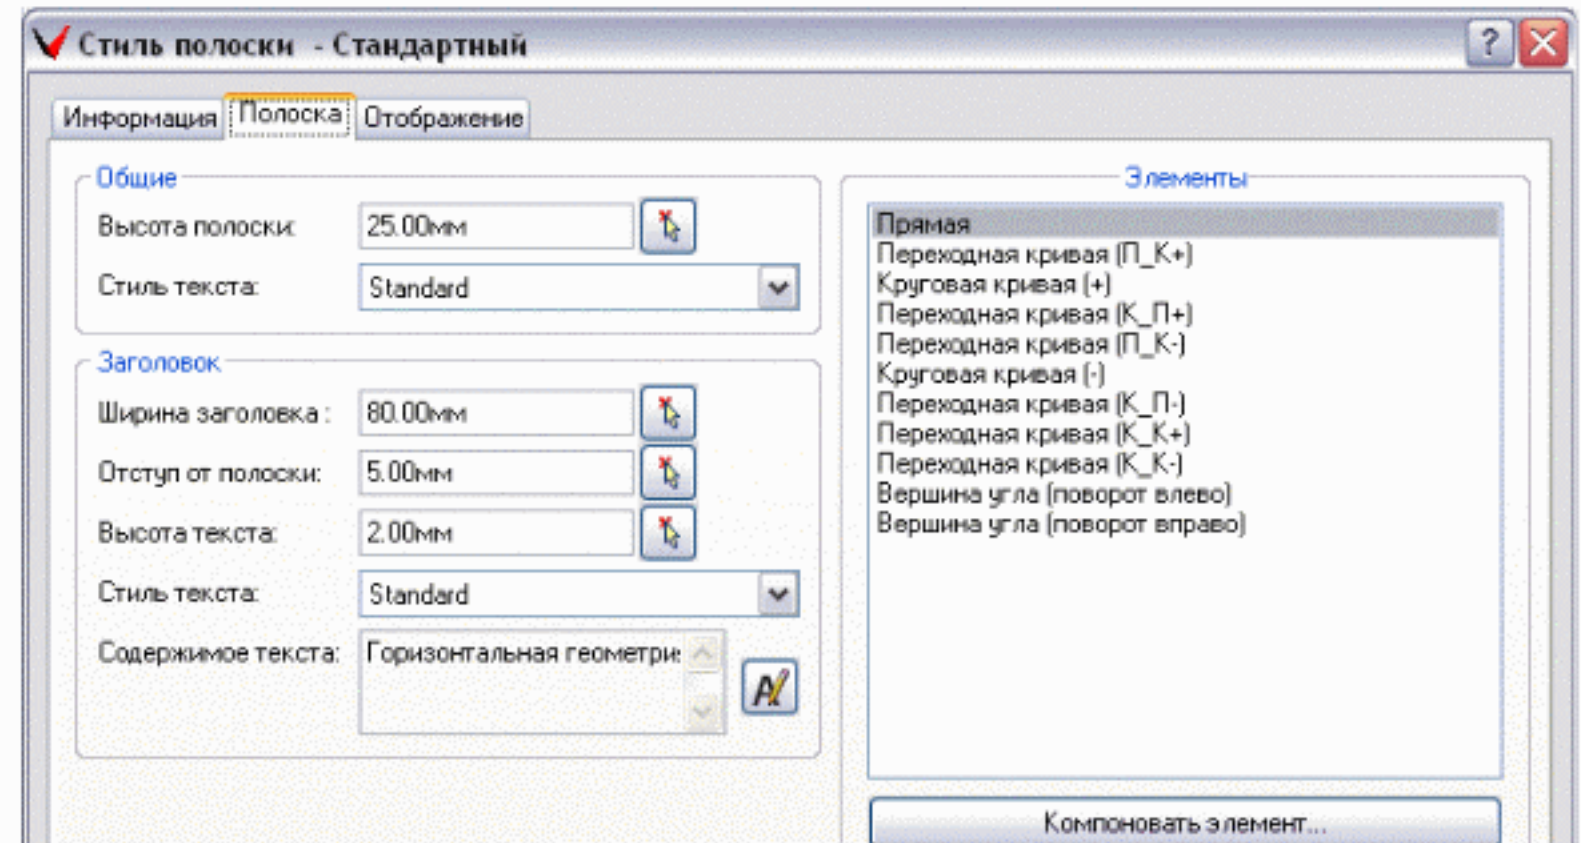 Стиль полоски - Стандартный
?
Информация Полоска Отображение
Общие
Высота полоски: 25.00мм
Стиль текста: Standard
Заголовок
Ширина заголовка : 80.00мм
Отступ от полоски: 5.00мм
Высота текста: 2.00мм
Стиль текста: Standard
Содержимое текста: Горизонтальная геометри
Элементы
Прямая
Переходная кривая (П_К+)
Круговая кривая (+)
Переходная кривая (К_П+)
Переходная кривая (П_К-)
Круговая кривая (-)
Переходная кривая (К_П-)
Переходная кривая (К_К+)
Переходная кривая (К_К-)
Вершина угла (поворот влево)
Вершина угла (поворот вправо)
Компоновать элемент...